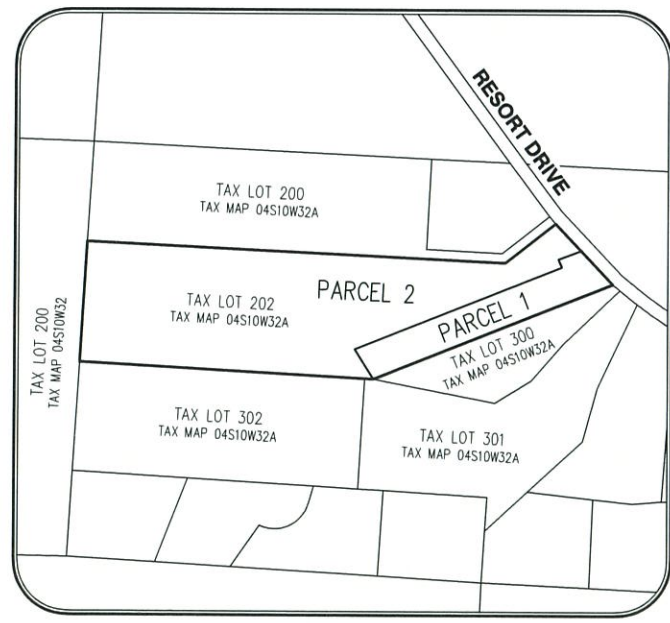 RESORT DRIVE
TAX LOT 200
TAX MAP 04S10W32A
PARCEL 2
TAX LOT 202
TAX MAP 04S10W32A
PARCEL 1
TAX LOT 300
TAX MAP 04S10W32A
TAX LOT 200
TAX MAP 04S10W32
TAX LOT 302
TAX MAP 04S10W32A
TAX LOT 301
TAX MAP 04S10W32A